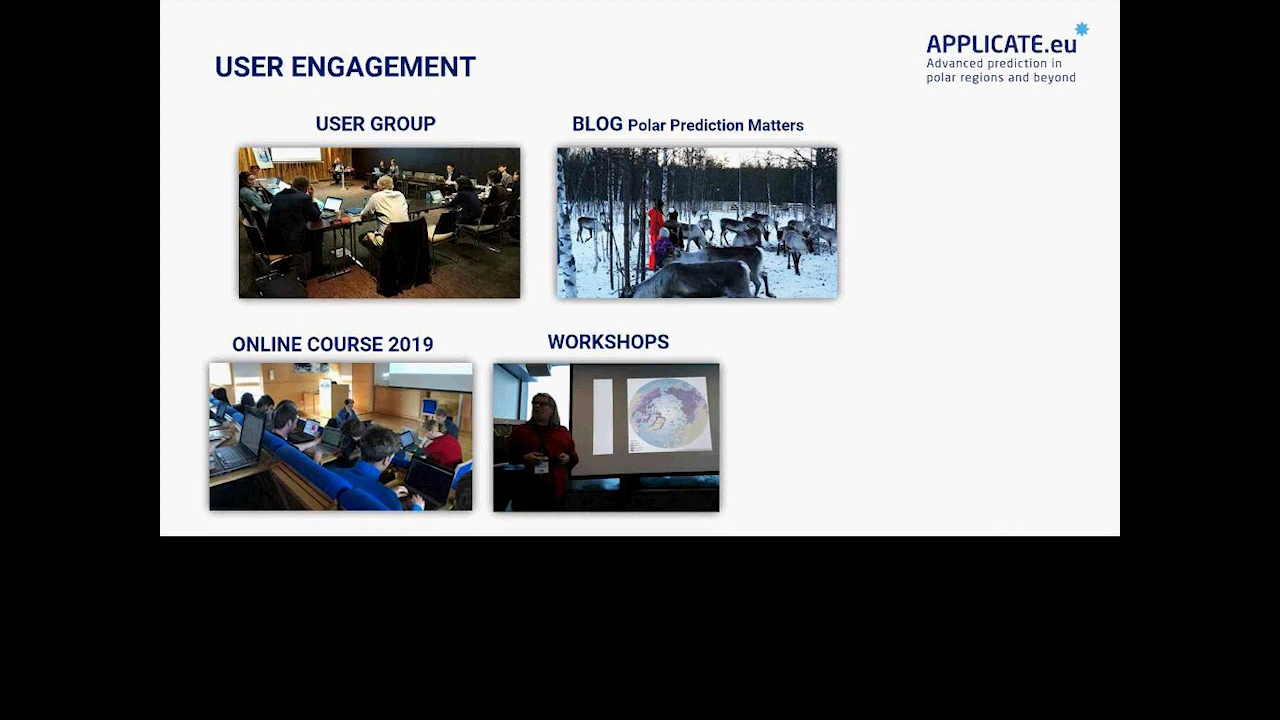 APPLICATE.eu
Advanced prediction in
polar regions and beyond
USER ENGAGEMENT
USER GROUP
BLOG Polar Prediction Matters
ONLINE COURSE 2019
WORKSHOPS